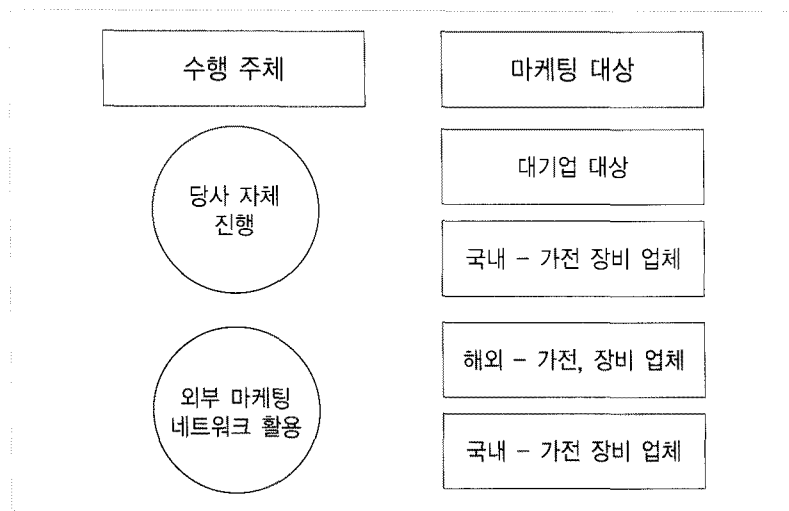 수행 주체
마케팅 대상
당사 자체
진행
대기업 대상
국내 - 가전 장비 업체
외부 마케팅
네트워크 활용
해외 - 가전, 장비 업체
국내 - 가전 장비 업체